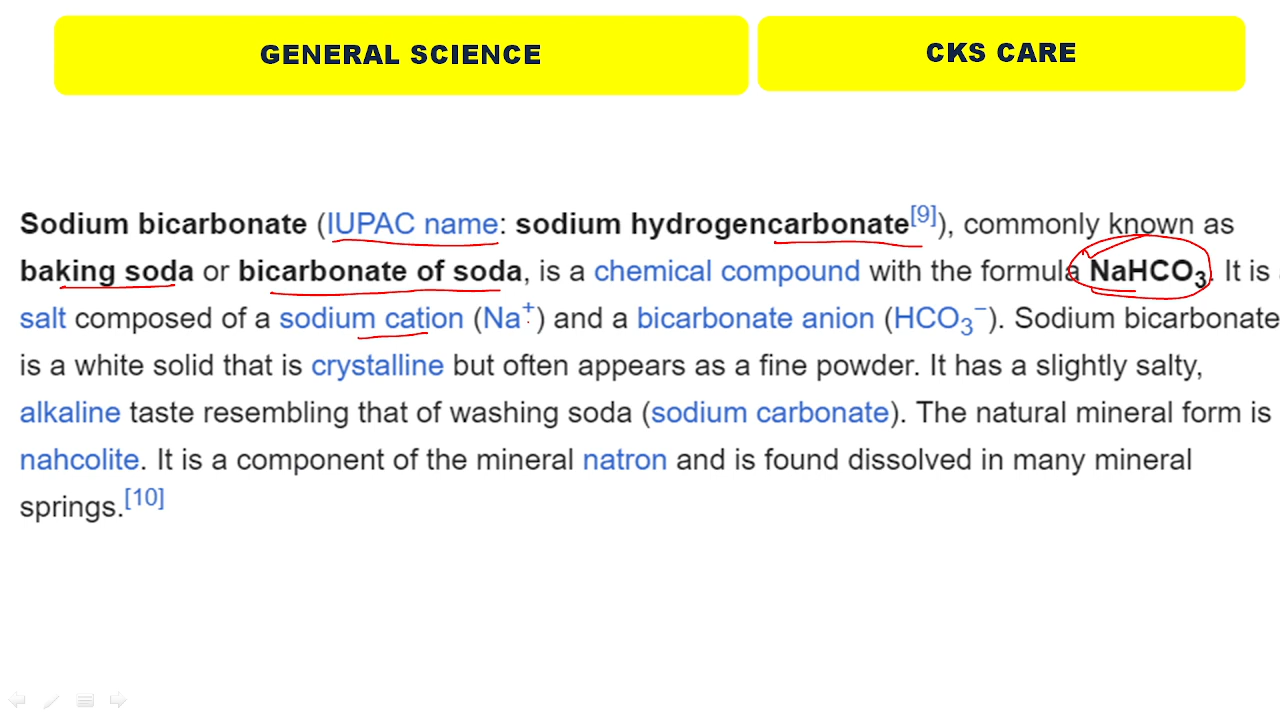 GENERAL SCIENCE
CKS CARE
Sodium bicarbonate (IUPAC name: sodium hydrogencarbonate[9]), commonly known as
baking soda or bicarbonate of soda, is a chemical compound with the formula NaHCO₃. It is
salt composed of a sodium cation (Na⁺) and a bicarbonate anion (HCO₃⁻). Sodium bicarbonate
is a white solid that is crystalline but often appears as a fine powder. It has a slightly salty,
alkaline taste resembling that of washing soda (sodium carbonate). The natural mineral form is
nahcolite. It is a component of the mineral natron and is found dissolved in many mineral
springs.[10]